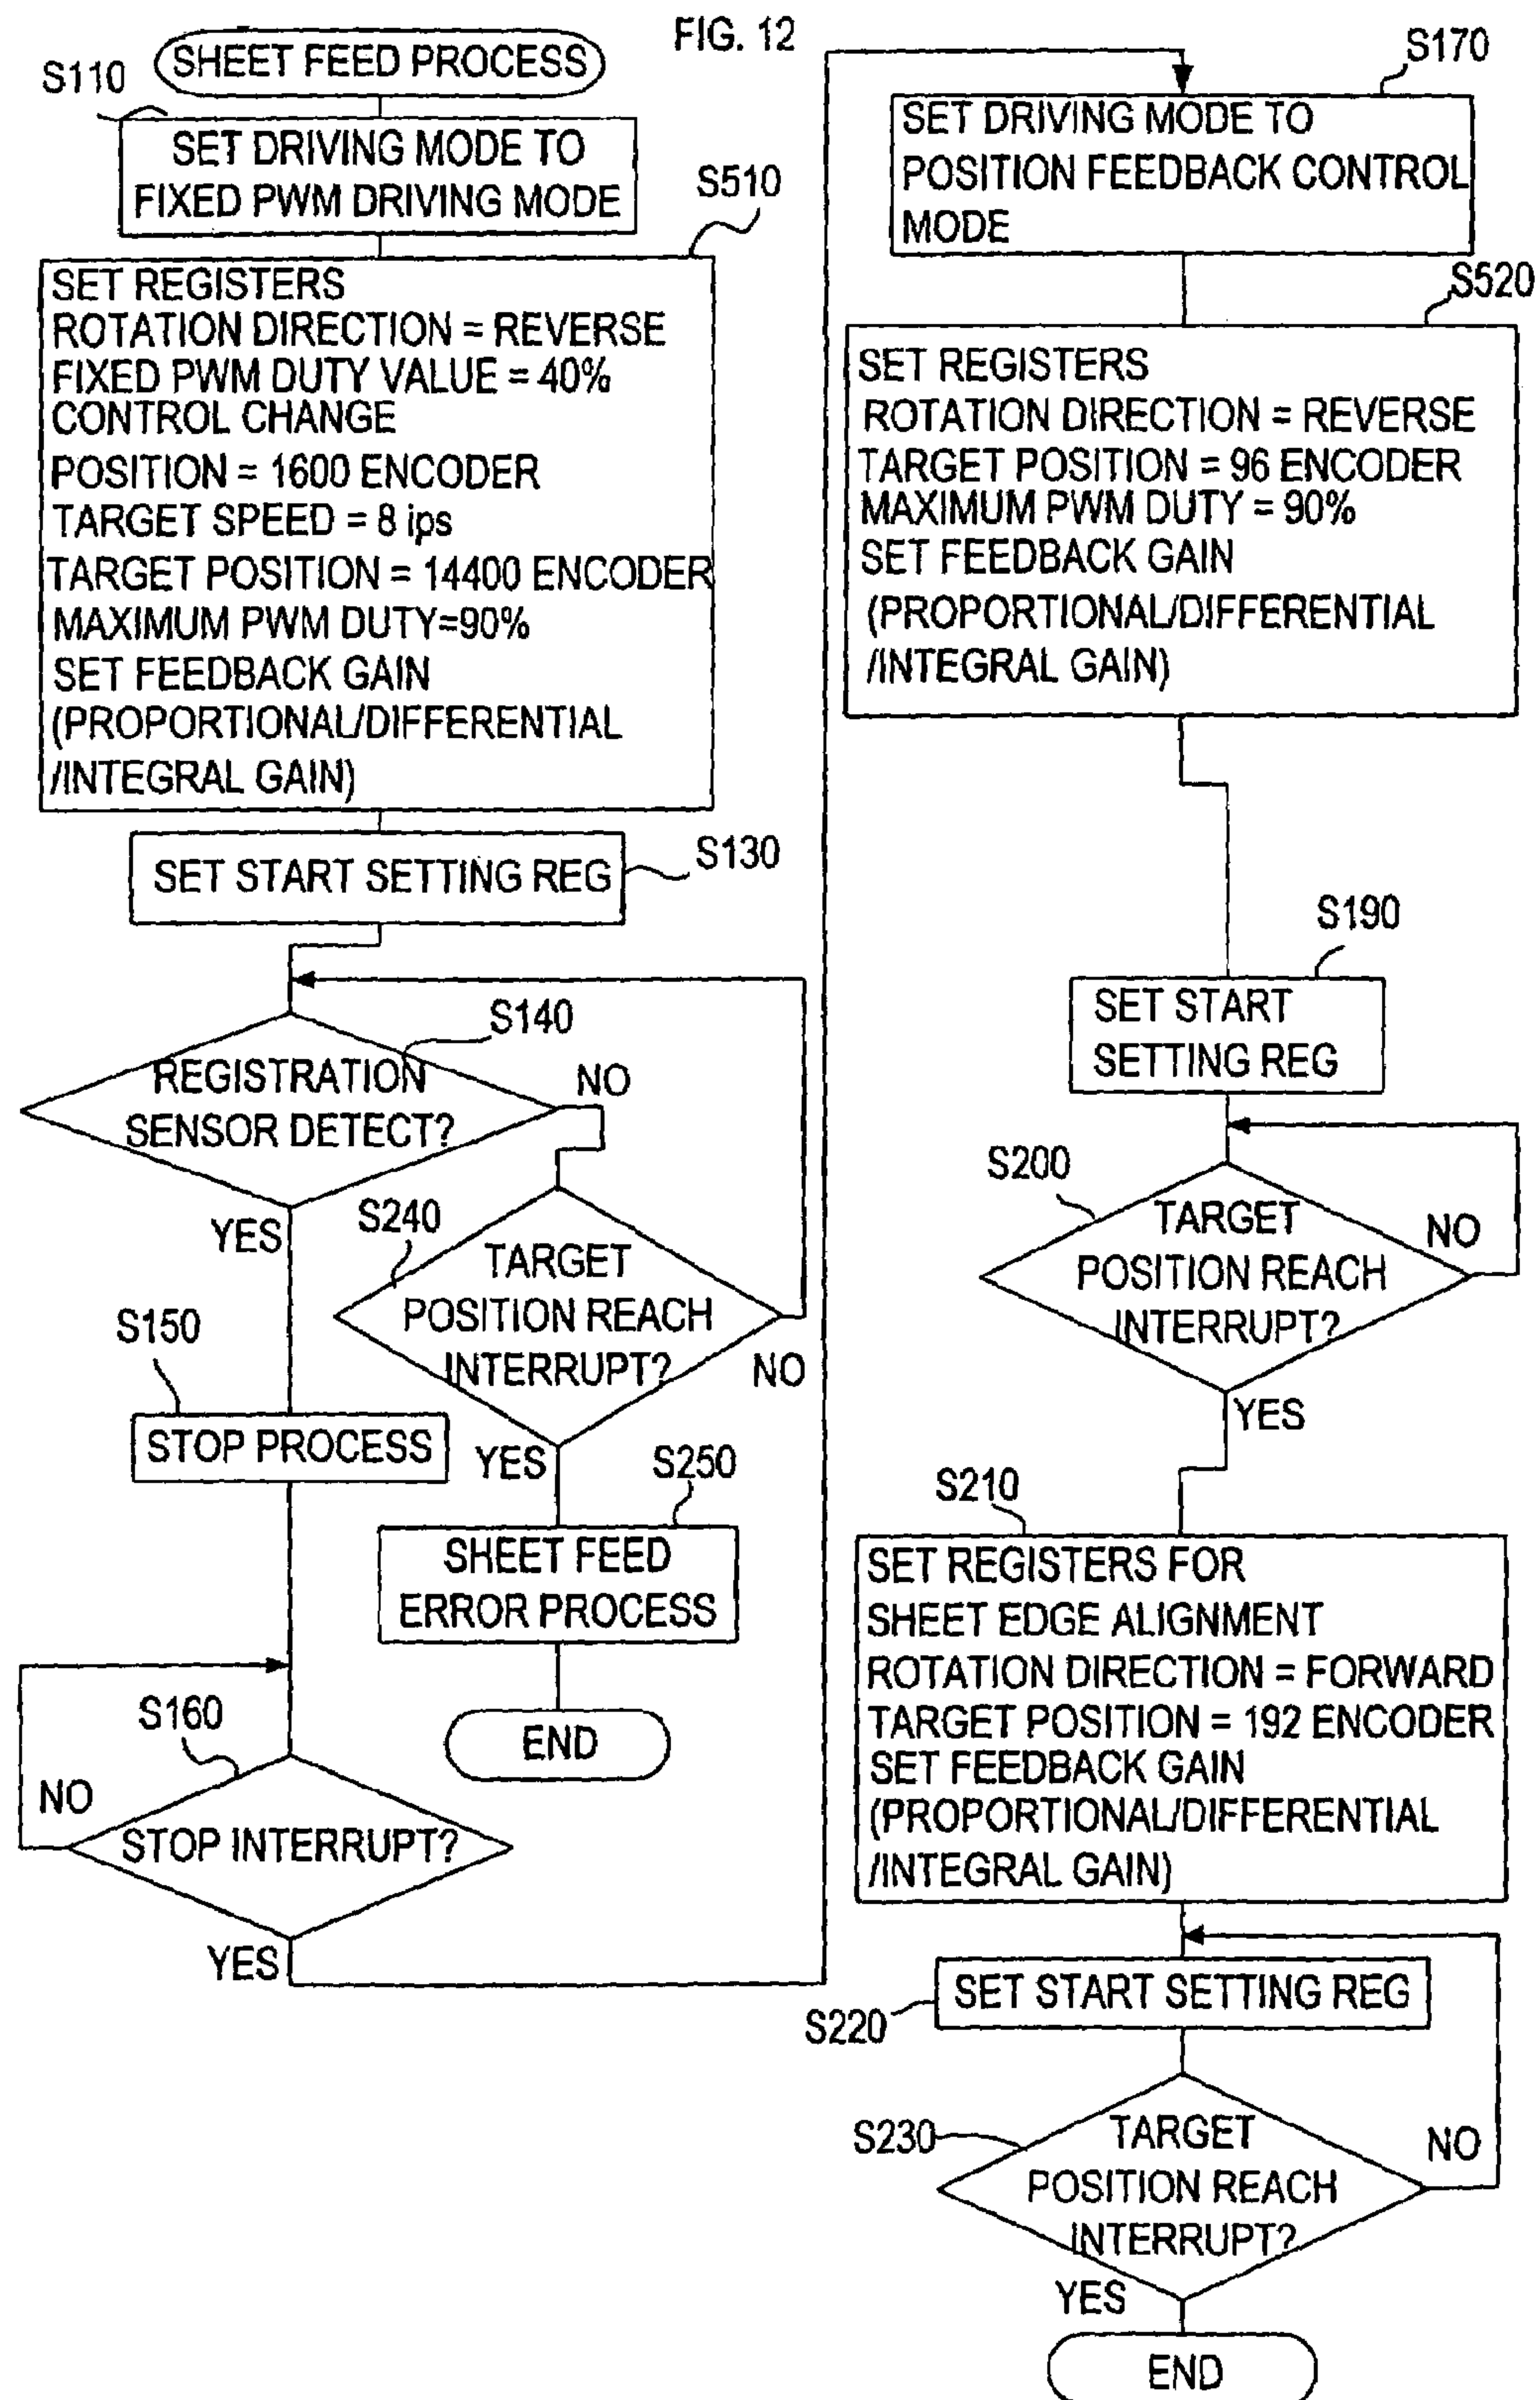 FIG. 12
SHEET FEED PROCESS
S110
SET DRIVING MODE TO
FIXED PWM DRIVING MODE
S510
SET REGISTERS
ROTATION DIRECTION = REVERSE
FIXED PWM DUTY VALUE = 40%
CONTROL CHANGE
POSITION = 1600 ENCODER
TARGET SPEED = 8 ips
TARGET POSITION = 14400 ENCODER
MAXIMUM PWM DUTY=90%
SET FEEDBACK GAIN
(PROPORTIONAL/DIFFERENTIAL
/INTEGRAL GAIN)
SET START SETTING REG
S130
S140
REGISTRATION
SENSOR DETECT?
NO
YES
S240
TARGET
POSITION REACH
INTERRUPT?
NO
YES
S150
STOP PROCESS
S250
SHEET FEED
ERROR PROCESS
END
S160
NO
STOP INTERRUPT?
YES
S170
SET DRIVING MODE TO
POSITION FEEDBACK CONTROL
MODE
S520
SET REGISTERS
ROTATION DIRECTION = REVERSE
TARGET POSITION = 96 ENCODER
MAXIMUM PWM DUTY = 90%
SET FEEDBACK GAIN
(PROPORTIONAL/DIFFERENTIAL
/INTEGRAL GAIN)
S190
SET START
SETTING REG
S200
TARGET
POSITION REACH
INTERRUPT?
NO
YES
S210
SET REGISTERS FOR
SHEET EDGE ALIGNMENT
ROTATION DIRECTION = FORWARD
TARGET POSITION = 192 ENCODER
SET FEEDBACK GAIN
(PROPORTIONAL/DIFFERENTIAL
/INTEGRAL GAIN)
SET START SETTING REG
S220
S230
TARGET
POSITION REACH
INTERRUPT?
NO
YES
END